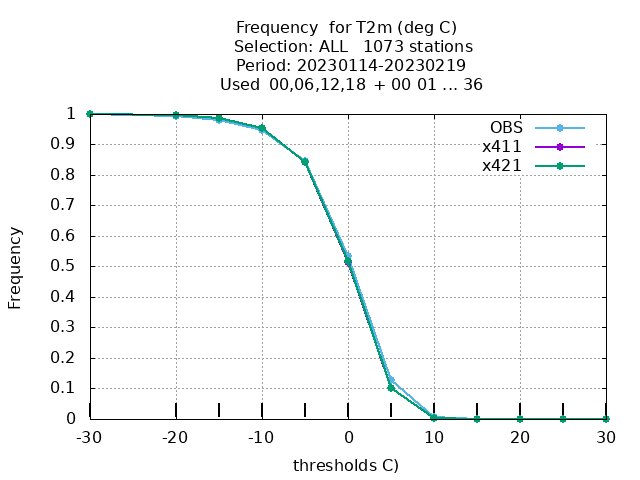 Frequency  for T2m (deg C)
Selection: ALL   1073 stations
Period: 20230114-20230219
Used  00,06,12,18  + 00 01 ... 36
OBS
x411
x421
1
0.9
0.8
0.7
0.6
0.5
0.4
0.3
0.2
0.1
0
Frequency
-30 -20 -10 0 10 20 30
thresholds C)